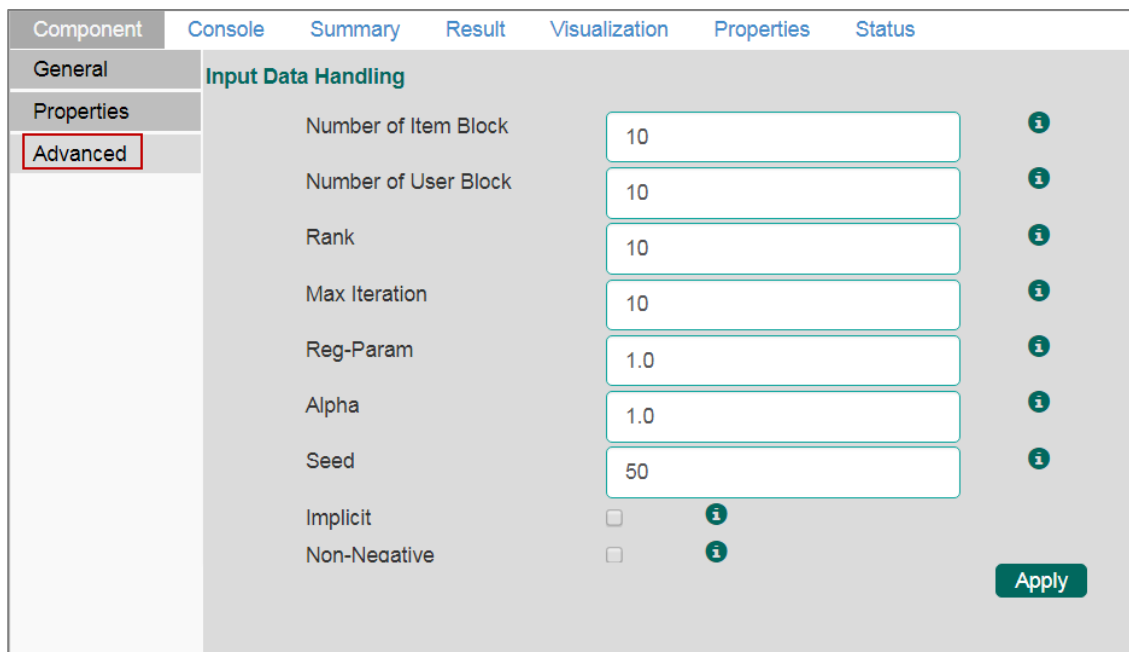 Component Console Summary Result Visualization Properties Status
General
Properties
Advanced
Input Data Handling
Number of Item Block 10
Number of User Block 10
Rank 10
Max Iteration 10
Reg-Param 1.0
Alpha 1.0
Seed 50
Implicit
Non-Negative
Apply